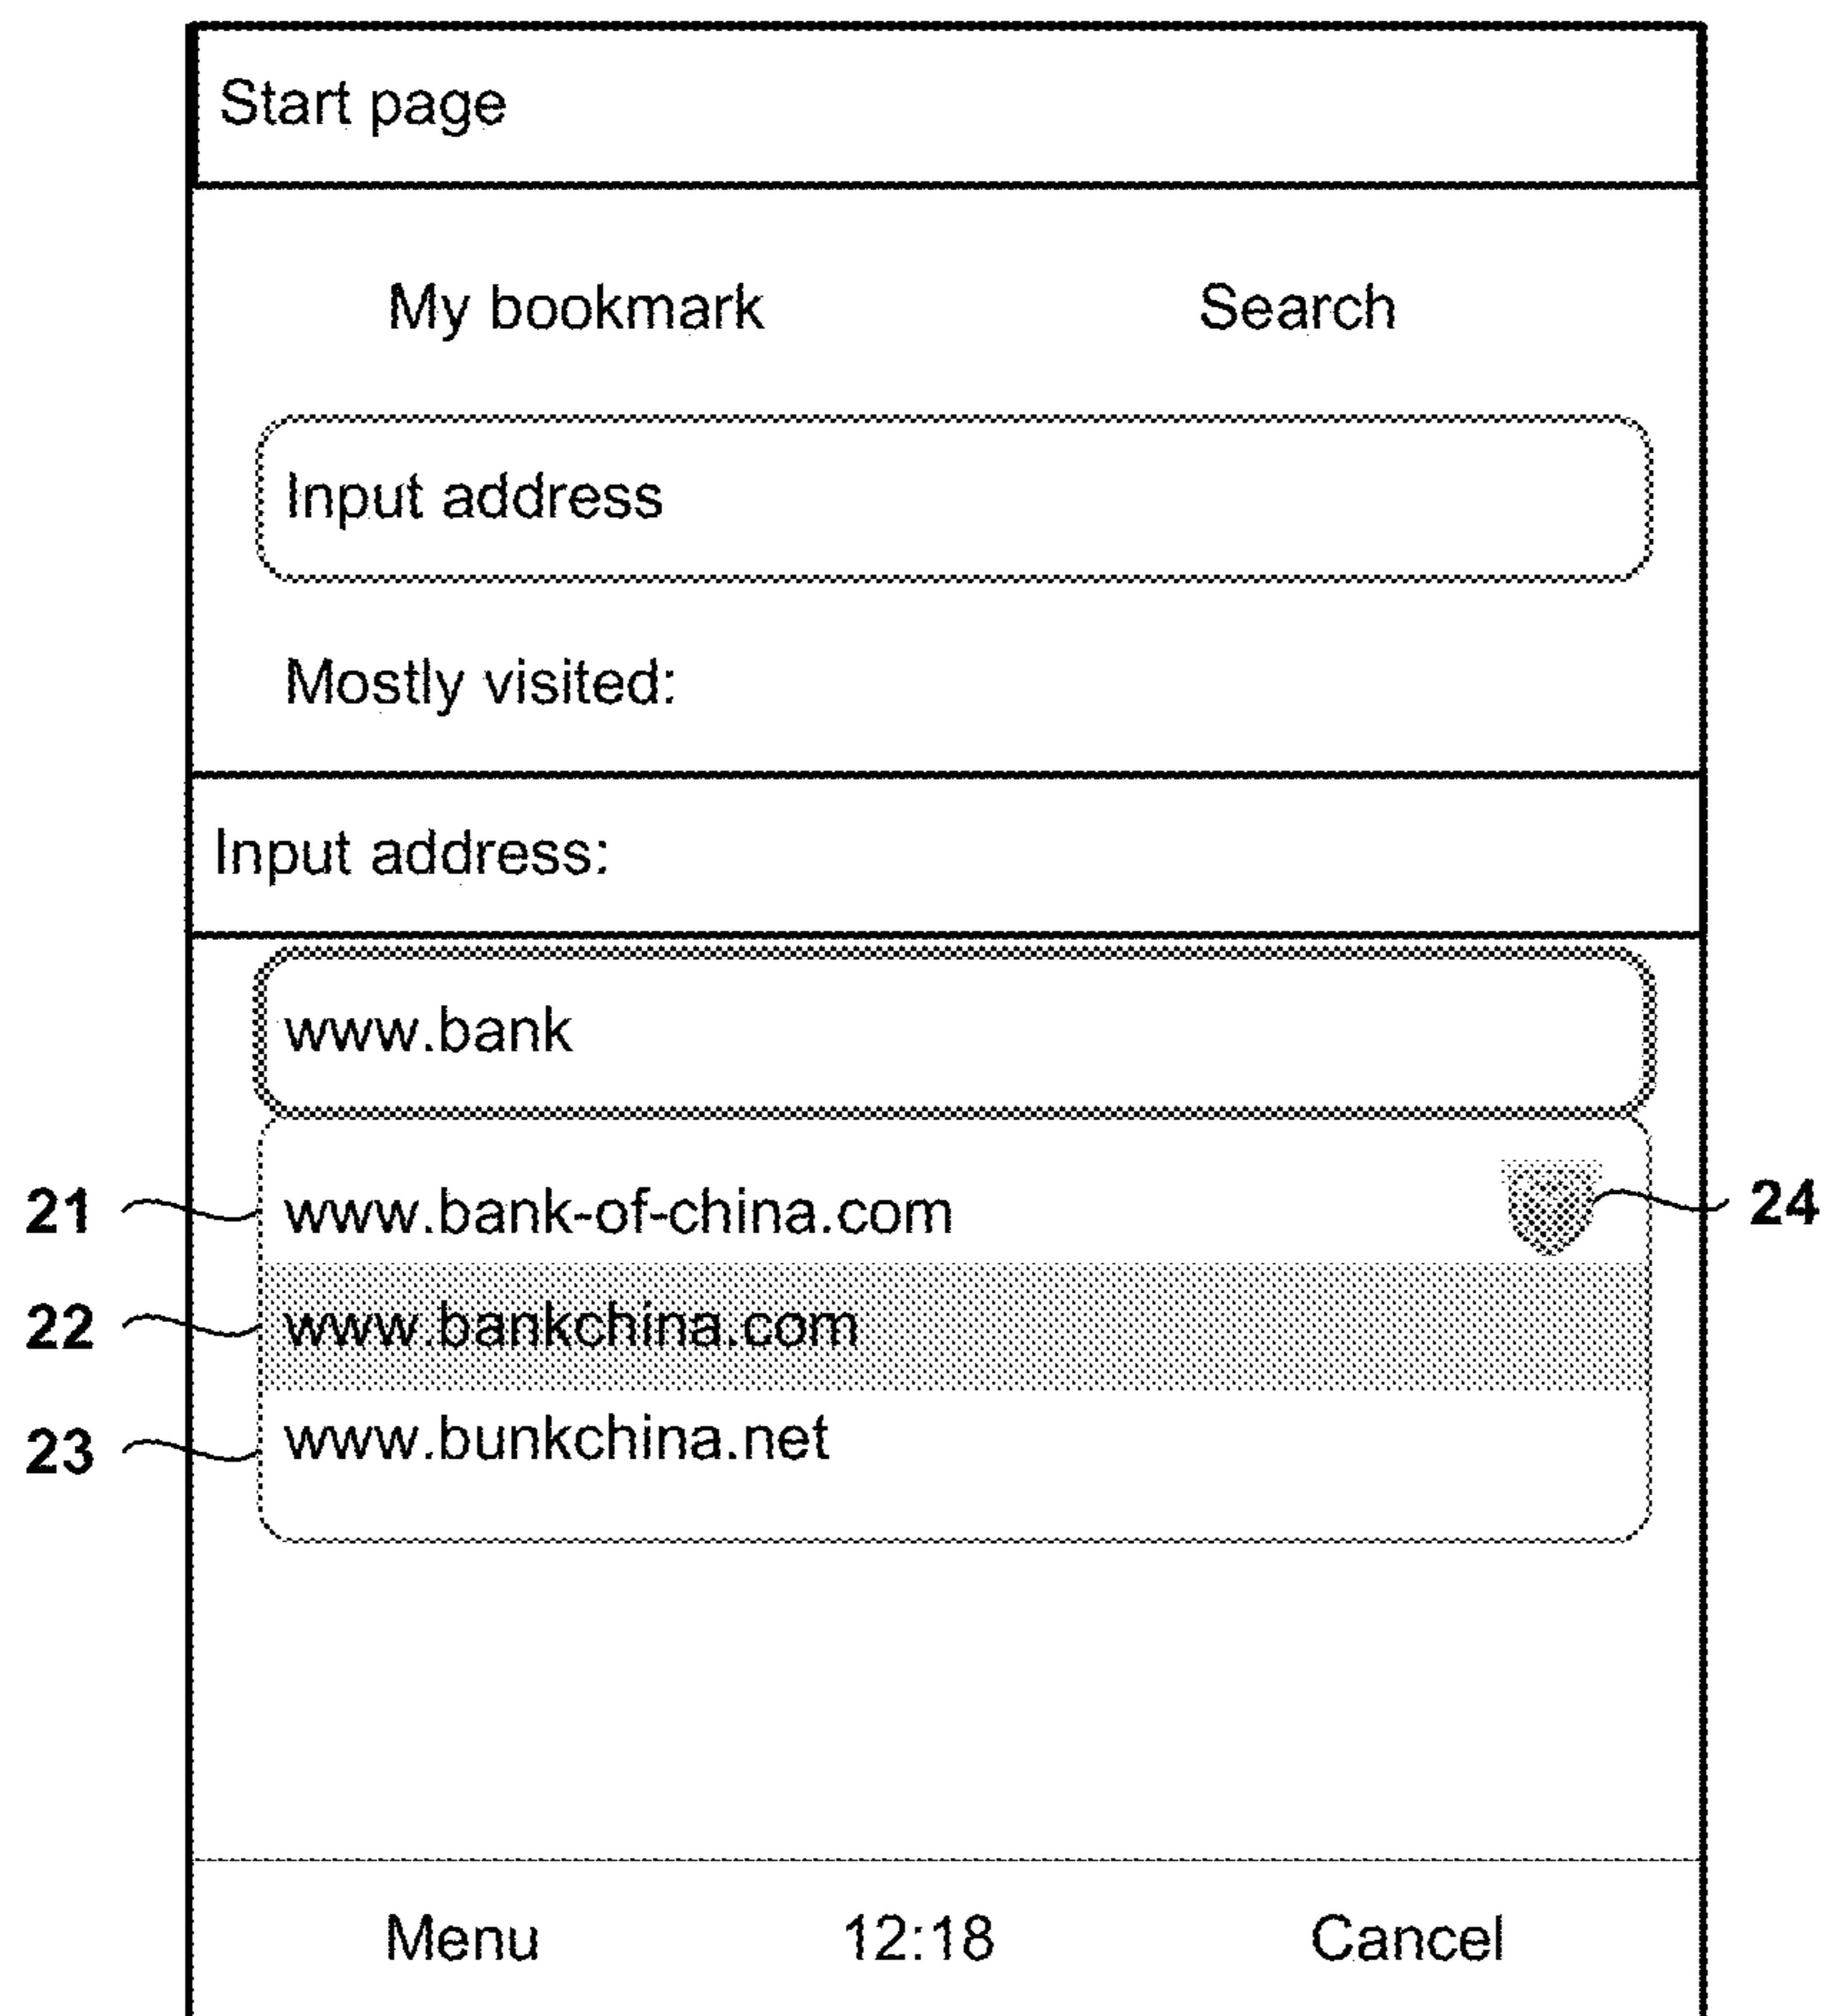 Start page
My bookmark Search
Input address
Mostly visited:
Input address:
www.bank
21 www.bank-of-china.com 24
22 www.bankchina.com
23 www.bunkchina.net
Menu 12:18 Cancel